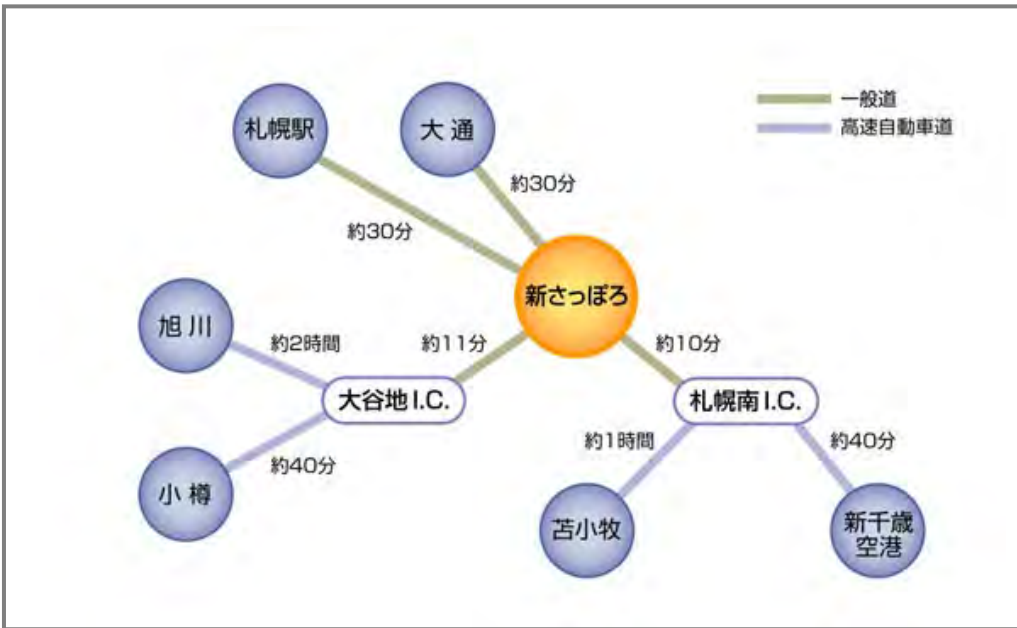 札幌駅
大通
一般道
高速自動車道
約30分
約30分
新さっぽろ
旭川
約2時間
約11分
約10分
大谷地I.C.
札幌南I.C.
約40分
約1時間
約40分
小樽
苫小牧
新千歳
空港